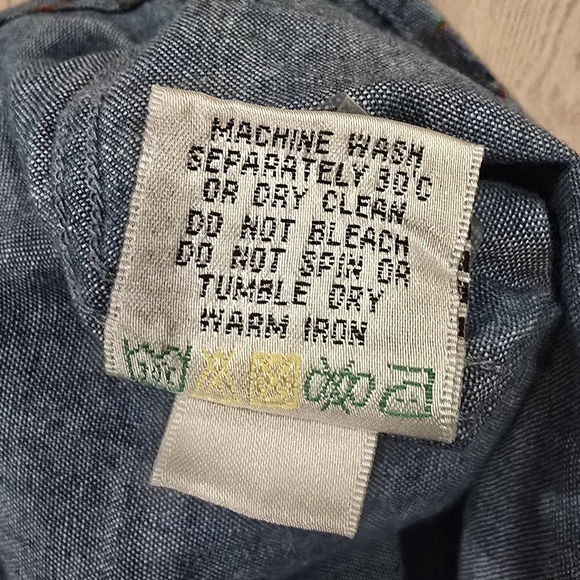 MACHINE WASH
SEPARATELY 30°C
OR DRY CLEAN
DO NOT BLEACH
DO NOT SPIN OR
TUMBLE DRY
WARM IRON